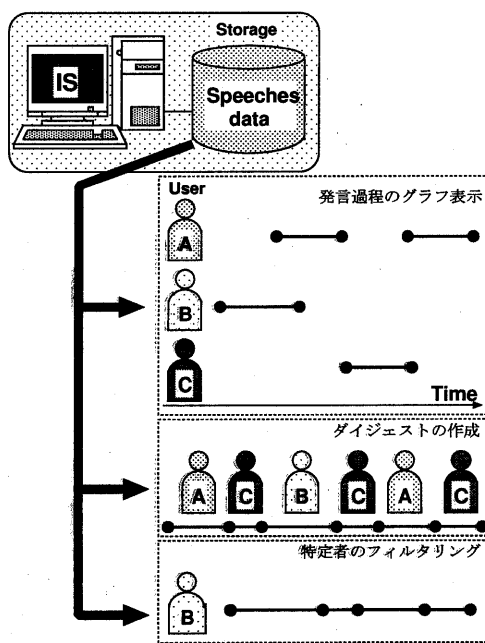 Storage
IS
Speeches
data
User
発言過程のグラフ表示
A
B
C
Time
ダイジェストの作成
A C B C A C
特定者のフィルタリング
B